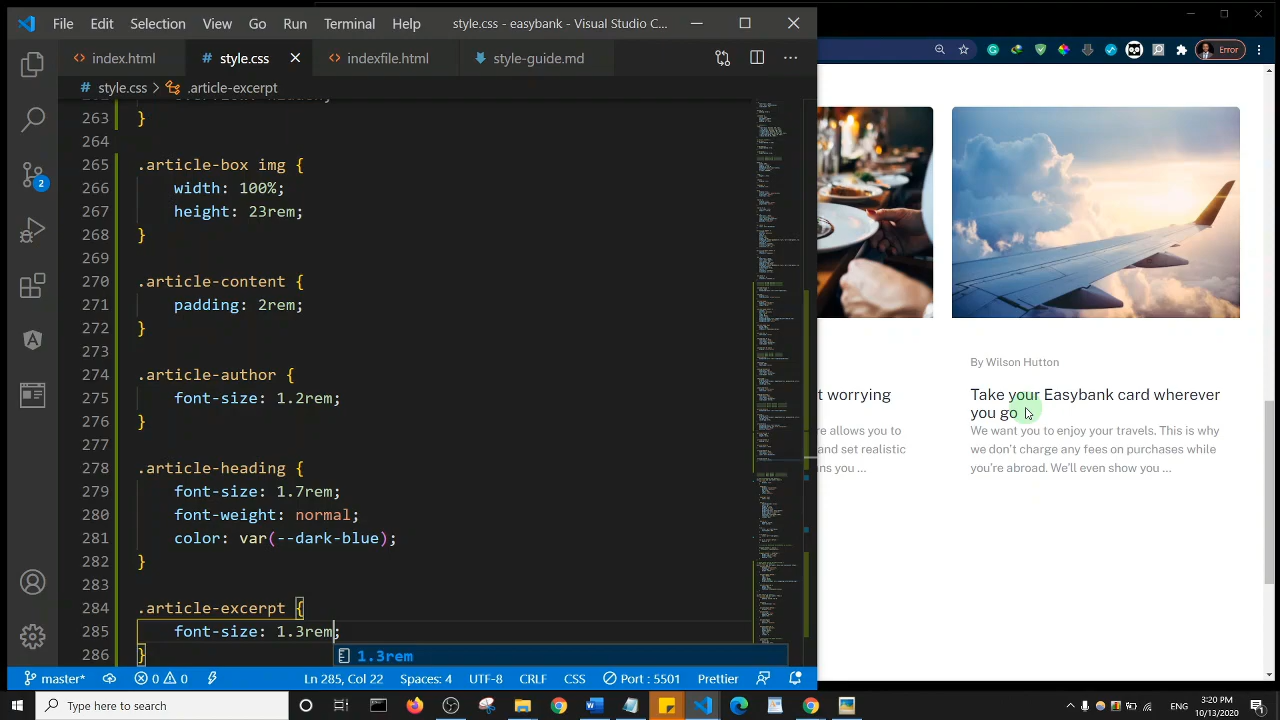 File Edit Selection View Go Run Terminal Help style.css - easybank - Visual Studio C...
index.html
style.css
indexfile.html
style-guide.md
Error
style.css > .article-excerpt
263 }
264
265 .article-box img {
266 width: 100%;
267 height: 23rem;
268 }
269
270 .article-content {
271 padding: 2rem;
272 }
273
274 .article-author {
275 font-size: 1.2rem;
276 }
277
278 .article-heading {
279 font-size: 1.7rem;
280 font-weight: normal;
281 color: var(--dark-blue);
282 }
283
284 .article-excerpt {
285 font-size: 1.3rem
286 }
1.3rem
2
By Wilson Hutton
t worrying
Take your Easybank card wherever
you go
re allows you to
and set realistic
ns you ...
We want you to enjoy your travels. This is why
we don't charge any fees on purchases while
you're abroad. We'll even show you ...
master* 0 0 Ln 285, Col 22 Spaces: 4 UTF-8 CRLF CSS Port : 5501 Prettier
Type here to search
ENG
3:20 PM
10/13/2020
1